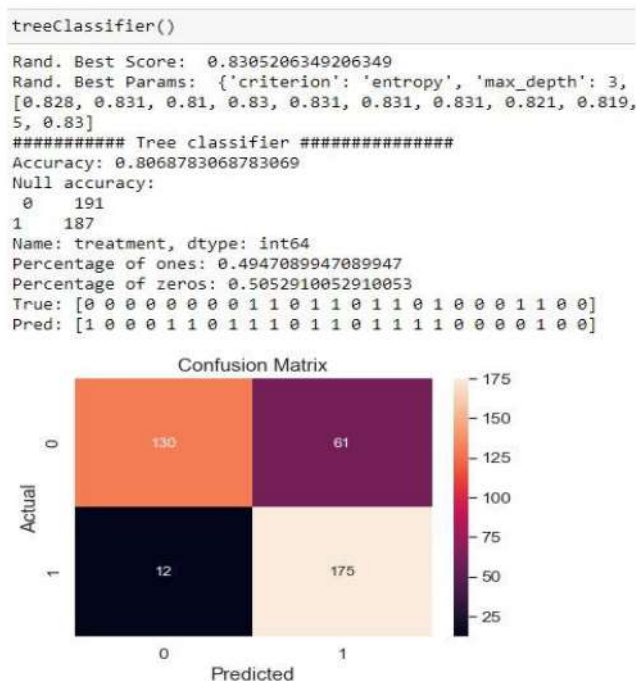 treeClassifier()
Rand. Best Score:  0.8305206349206349
Rand. Best Params:  {'criterion': 'entropy', 'max_depth': 3,
[0.828, 0.831, 0.81, 0.83, 0.831, 0.831, 0.831, 0.821, 0.819,
5, 0.83]
########### Tree classifier ###############
Accuracy: 0.8068783068783069
Null accuracy:
0    191
1    187
Name: treatment, dtype: int64
Percentage of ones: 0.4947089947089947
Percentage of zeros: 0.5052910052910053
True: [0 0 0 0 0 0 0 0 1 1 0 1 1 0 1 1 0 1 0 0 0 1 1 0 0]
Pred: [1 0 0 0 1 1 0 1 1 1 0 1 1 0 1 1 1 1 0 0 0 0 1 0 0]
Confusion Matrix
175
150
0 130 61
125
100
Actual
75
1 12 175
50
25
0 1
Predicted